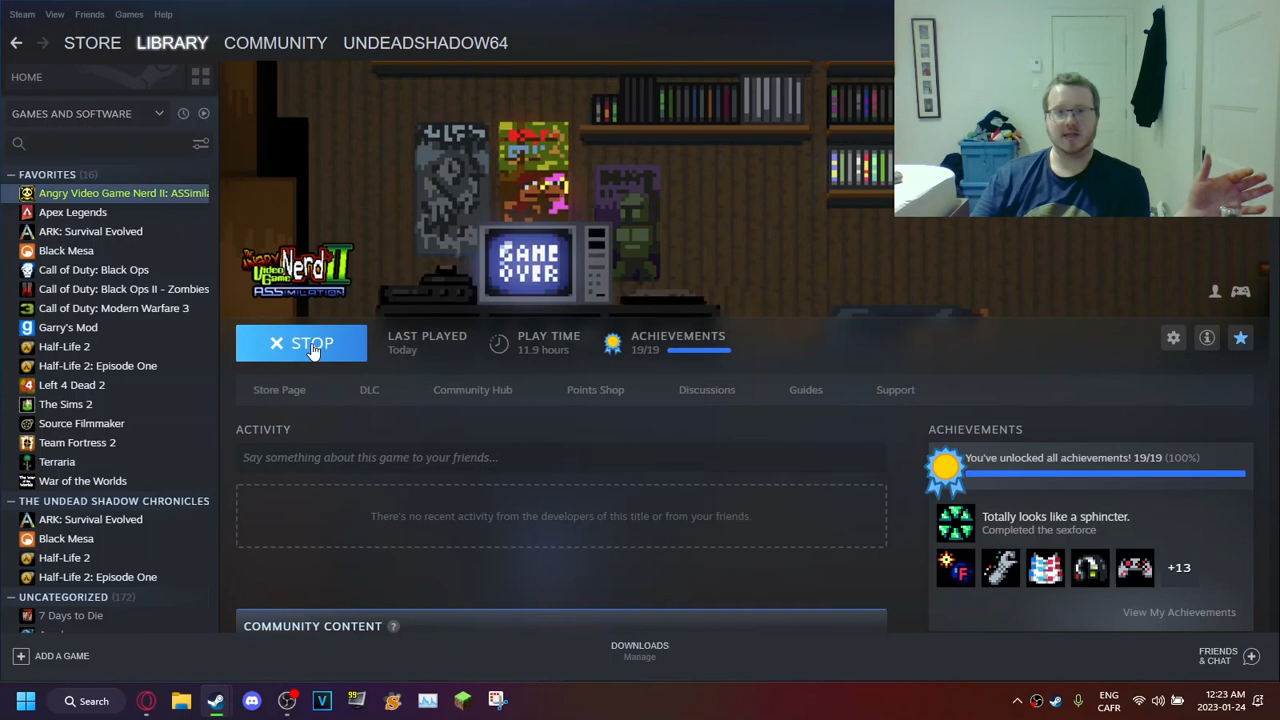 Steam View Friends Games Help
STORE LIBRARY COMMUNITY UNDEADSHADOW64
HOME
GAMES AND SOFTWARE
FAVORITES (16)
Angry Video Game Nerd II: ASSimila
Apex Legends
ARK: Survival Evolved
Black Mesa
Call of Duty: Black Ops
Call of Duty: Black Ops II - Zombies
Call of Duty: Modern Warfare 3
Garry's Mod
Half-Life 2
Half-Life 2: Episode One
Left 4 Dead 2
The Sims 2
Source Filmmaker
Team Fortress 2
Terraria
War of the Worlds
THE UNDEAD SHADOW CHRONICLES
ARK: Survival Evolved
Black Mesa
Half-Life 2
Half-Life 2: Episode One
UNCATEGORIZED (172)
7 Days to Die
ADD A GAME
GAME
OVER
The Angry
Video Game Nerd II
ASSIMILATION
STOP
LAST PLAYED
Today
PLAY TIME
11.9 hours
ACHIEVEMENTS
19/19
Store Page DLC Community Hub Points Shop Discussions Guides Support
ACTIVITY
Say something about this game to your friends...
There's no recent activity from the developers of this title or from your friends.
COMMUNITY CONTENT ?
ACHIEVEMENTS
You've unlocked all achievements! 19/19 (100%)
Totally looks like a sphincter.
Completed the sexforce
F
+13
View My Achievements
DOWNLOADS
Manage
FRIENDS
& CHAT
Search
V
99
ENG
CAFR
12:23 AM
2023-01-24